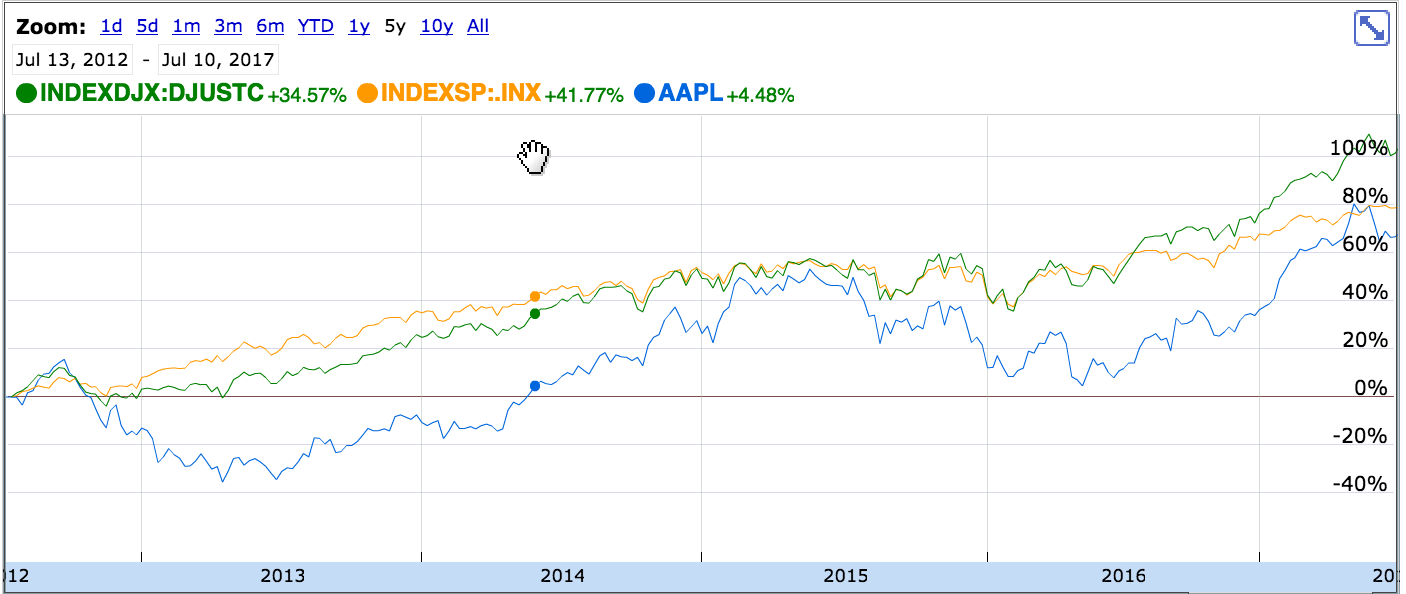 Zoom: 1d 5d 1m 3m 6m YTD 1y 5y 10y All
Jul 13, 2012 - Jul 10, 2017
INDEXDJX:DJUSTC +34.57% INDEXSP:.INX +41.77% AAPL +4.48%
100%
80%
60%
40%
20%
0%
-20%
-40%
12 2013 2014 2015 2016 20